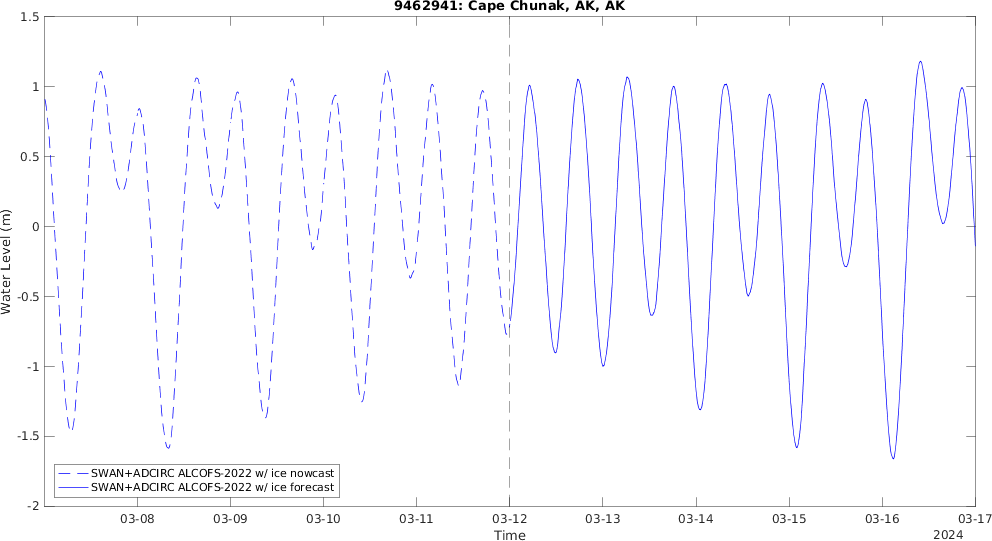 9462941: Cape Chunak, AK, AK
1.5
1
0.5
0
-0.5
-1
-1.5
-2
Water Level (m)
SWAN+ADCIRC ALCOFS-2022 w/ ice nowcast
SWAN+ADCIRC ALCOFS-2022 w/ ice forecast
03-08 03-09 03-10 03-11 03-12 03-13 03-14 03-15 03-16 03-17
Time
2024